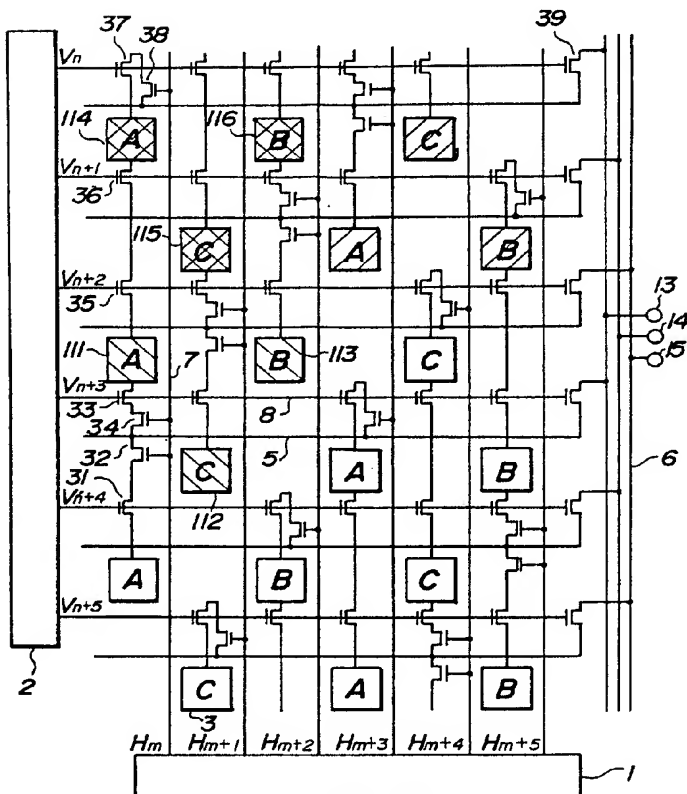 37 38 39
Vn
114 A 116 B C
Vn+1
36
115 C A B
Vn+2
35
13
14
15
111 A 7 B 113 C
Vn+3
33 34 8
32 5 6
31 C 112 A B
Vn+4
A B C
Vn+5
2
C A B
3
Hm Hm+1 Hm+2 Hm+3 Hm+4 Hm+5
1